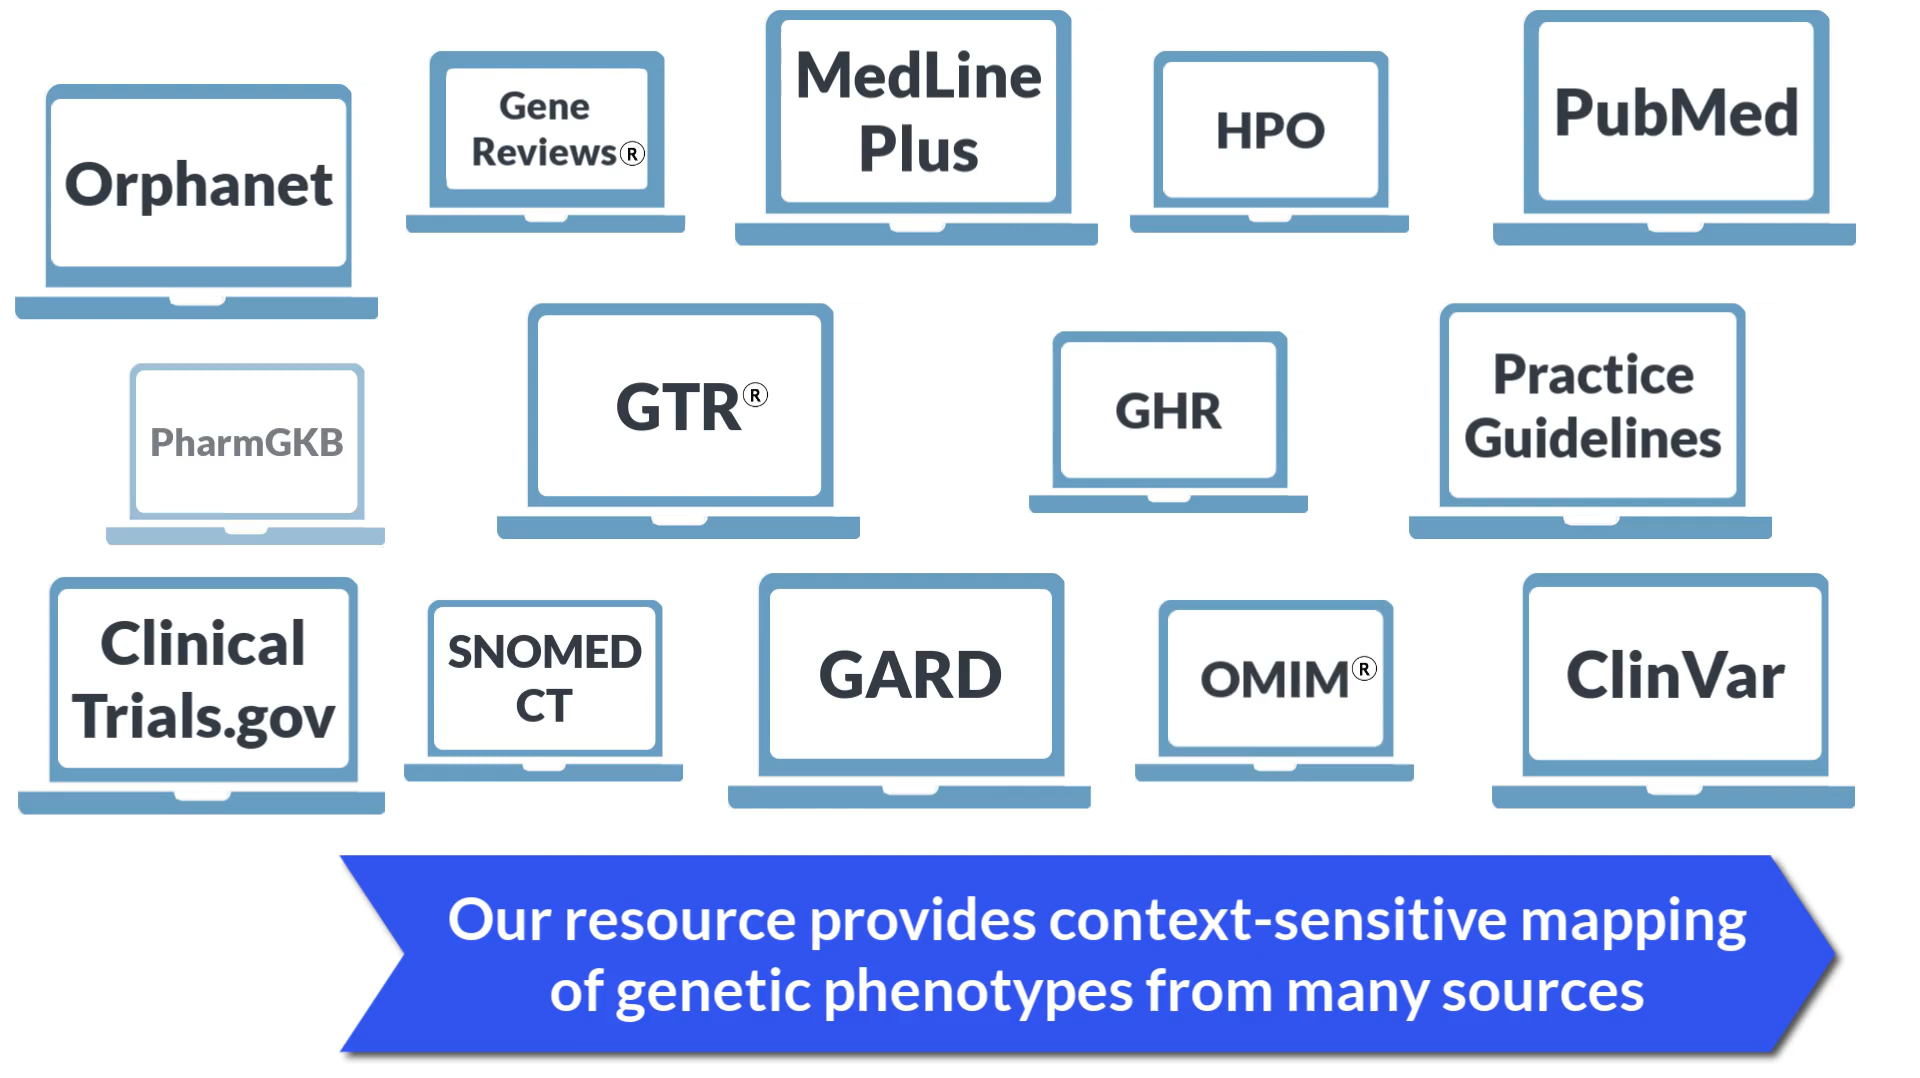 Orphanet
Gene
Reviews®
MedLine
Plus
HPO
PubMed
PharmGKB
GTR®
GHR
Practice
Guidelines
Clinical
Trials.gov
SNOMED
CT
GARD
OMIM®
ClinVar
Our resource provides context-sensitive mapping
of genetic phenotypes from many sources